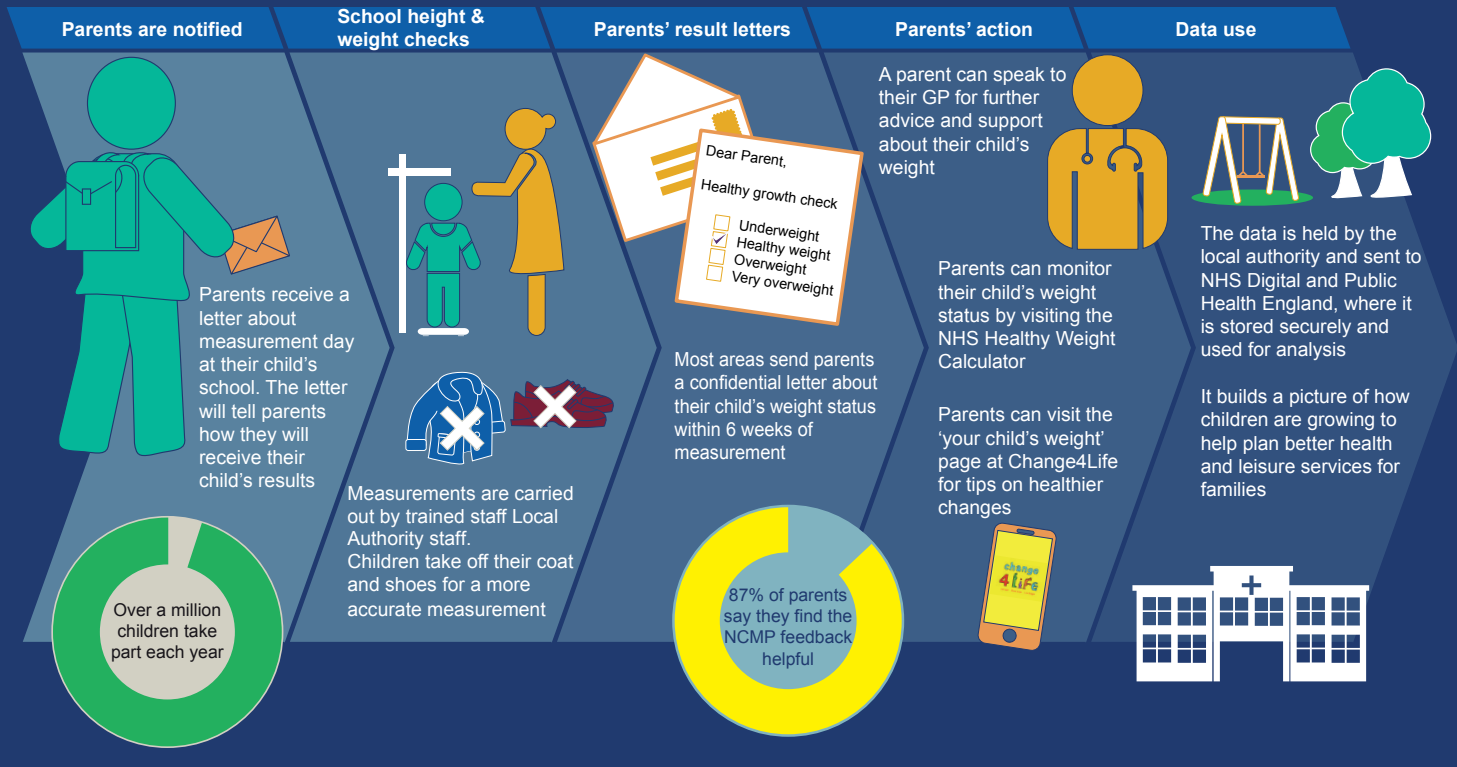 Parents are notified
School height &
weight checks
Parents' result letters
Parents' action
Data use
Parents receive a
letter about
measurement day
at their child's
school. The letter
will tell parents
how they will
receive their
child's results
Over a million
children take
part each year
Measurements are carried
out by trained staff Local
Authority staff.
Children take off their coat
and shoes for a more
accurate measurement
Dear Parent,
Healthy growth check
Underweight
Healthy weight
Overweight
Very overweight
Most areas send parents
a confidential letter about
their child's weight status
within 6 weeks of
measurement
87% of parents
say they find the
NCMP feedback
helpful
A parent can speak to
their GP for further
advice and support
about their child's
weight
Parents can monitor
their child's weight
status by visiting the
NHS Healthy Weight
Calculator
Parents can visit the
'your child's weight'
page at Change4Life
for tips on healthier
changes
change
4 LiFe
The data is held by the
local authority and sent to
NHS Digital and Public
Health England, where it
is stored securely and
used for analysis
It builds a picture of how
children are growing to
help plan better health
and leisure services for
families